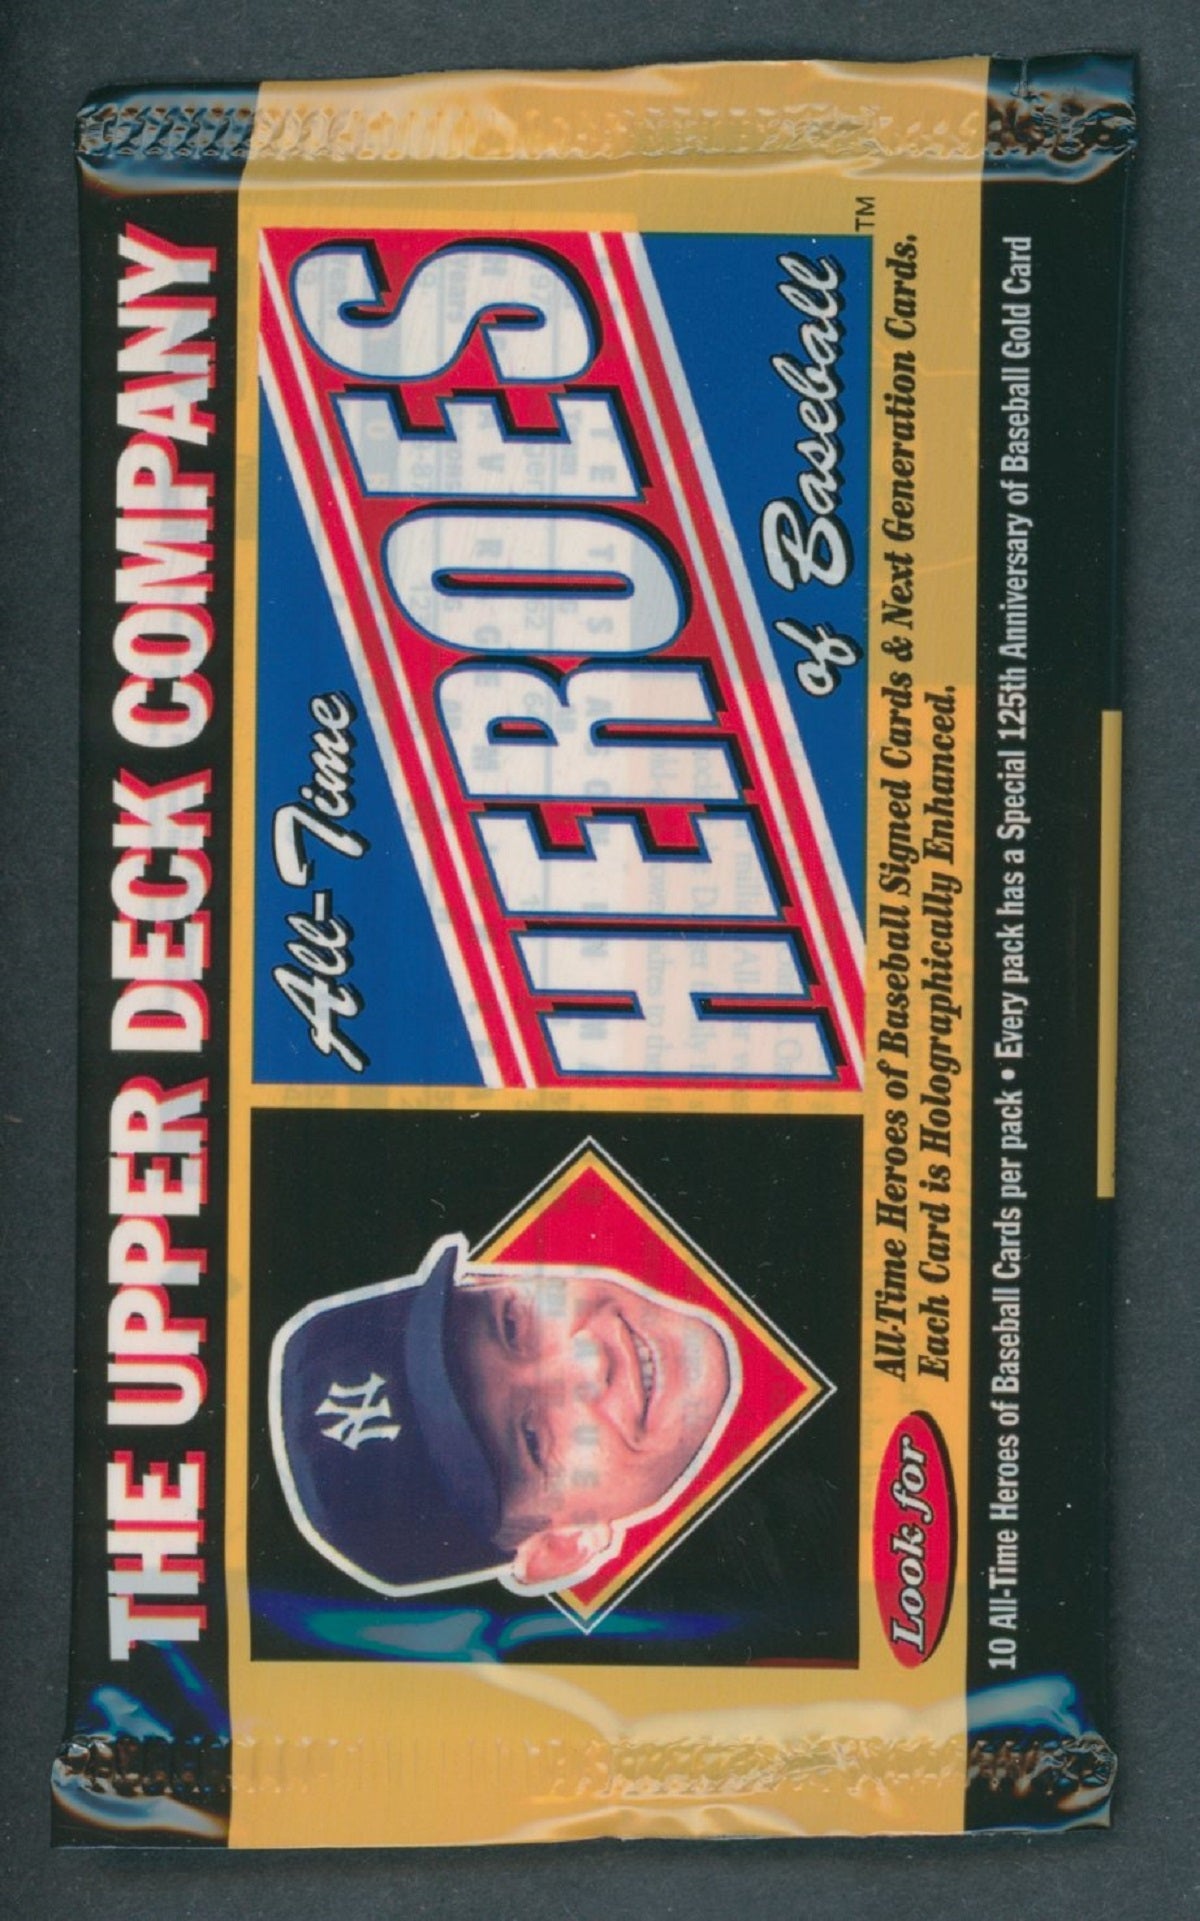 THE UPPER DECK COMPANY
NY
All-Time
HEROES
of Baseball™
Look for
All-Time Heroes of Baseball Signed Cards & Next Generation Cards.
Each Card is Holographically Enhanced.
10 All-Time Heroes of Baseball Cards per pack • Every pack has a Special 125th Anniversary of Baseball Gold Card